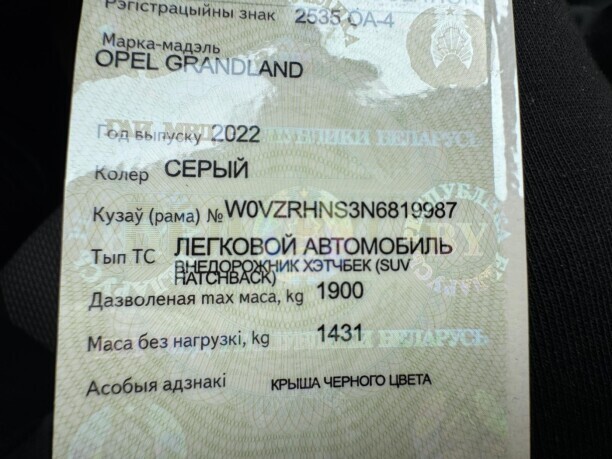 Рэгістрацыйны знак 2535 OA-4
Марка-мадэль
OPEL GRANDLAND
Год выпуску 2022
Колер СЕРЫЙ
Кузаў (рама) № W0VZRHNS3N6819987
Тып ТС ЛЕГКОВОЙ АВТОМОБИЛЬ
ВНЕДОРОЖНИК ХЭТЧБЕК (SUV
HATCHBACK)
Дазволеная max маса, kg 1900
Маса без нагрузкі, kg 1431
Асобыя адзнакі КРЫША ЧЕРНОГО ЦВЕТА